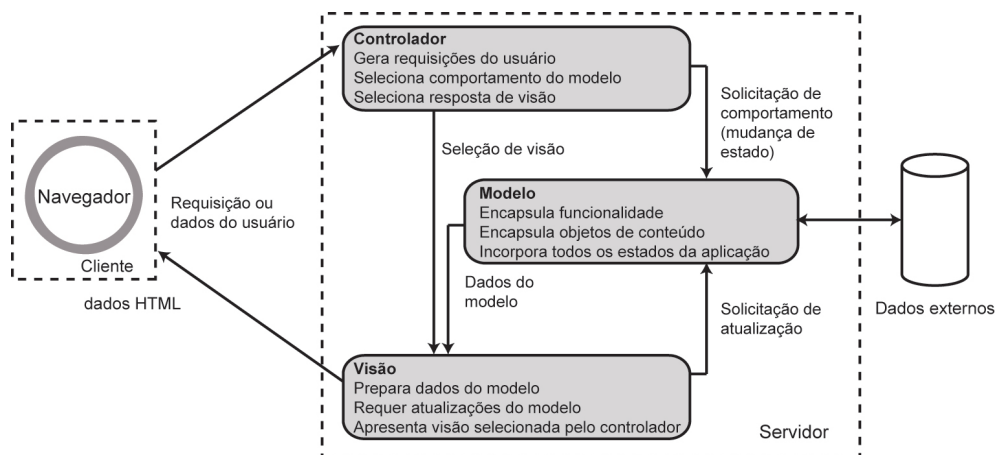 Controlador
Gera requisições do usuário
Seleciona comportamento do modelo
Seleciona resposta de visão
Solicitação de
comportamento
(mudança de
estado)
Seleção de visão
Navegador
Cliente
Requisição ou
dados do usuário
dados HTML
Modelo
Encapsula funcionalidade
Encapsula objetos de conteúdo
Incorpora todos os estados da aplicação
Dados do
modelo
Solicitação de
atualização
Dados externos
Visão
Prepara dados do modelo
Requer atualizações do modelo
Apresenta visão selecionada pelo controlador
Servidor